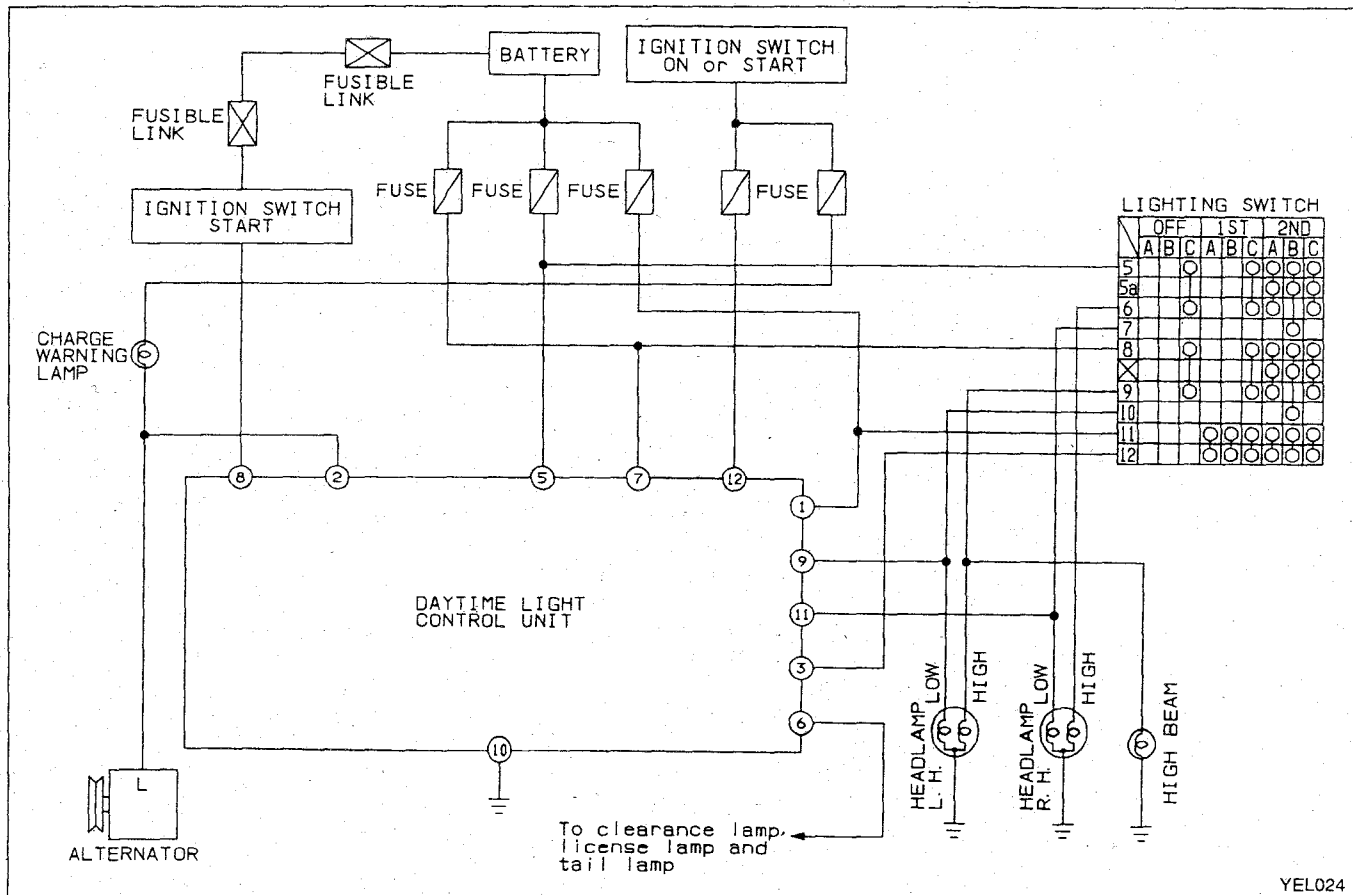 BATTERY
IGNITION SWITCH
ON or START
FUSIBLE
LINK
FUSIBLE
LINK
FUSE
FUSE
FUSE
FUSE
IGNITION SWITCH
START
LIGHTING SWITCH
OFF 1ST 2ND
A B C A B C A B C
5
5a
6
7
8
9
10
11
12
CHARGE
WARNING
LAMP
8 2 5 7 12
1
9
11
3
6
10
DAYTIME LIGHT
CONTROL UNIT
LOW
HIGH
LOW
HIGH
HEADLAMP
L. H.
HEADLAMP
R. H.
HIGH BEAM
L
ALTERNATOR
To clearance lamp,
license lamp and
tail lamp
YEL024